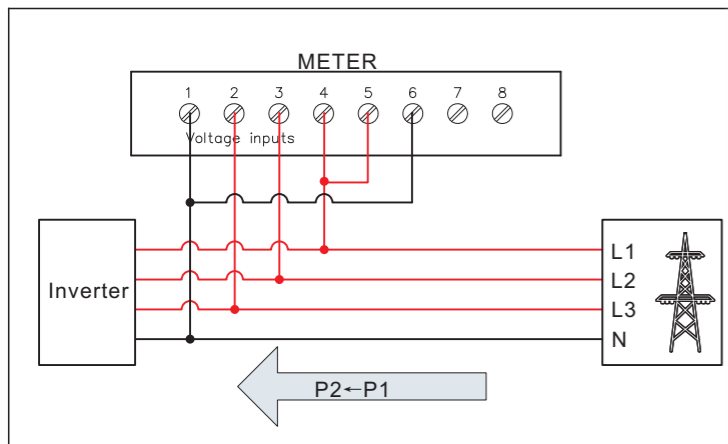 METER
1 2 3 4 5 6 7 8
Voltage inputs
L1
L2
Inverter
L3
N
P2←P1